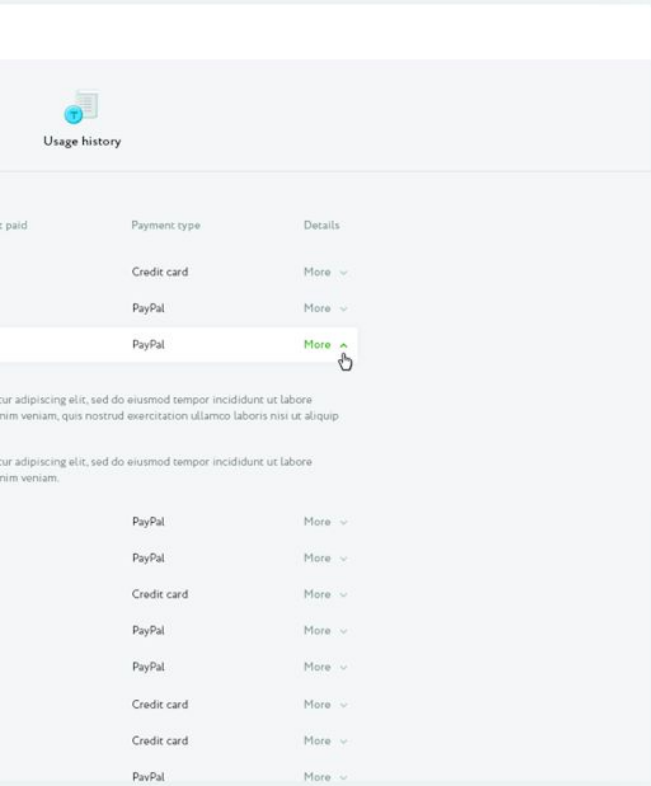 Usage history
t paid Payment type Details
Credit card More
PayPal More
PayPal More
tur adipiscing elit, sed do eiusmod tempor incididunt ut labore
nim veniam, quis nostrud exercitation ullamco laboris nisi ut aliquip
tur adipiscing elit, sed do eiusmod tempor incididunt ut labore
nim veniam.
PayPal More
PayPal More
Credit card More
PayPal More
PayPal More
Credit card More
Credit card More
PayPal More